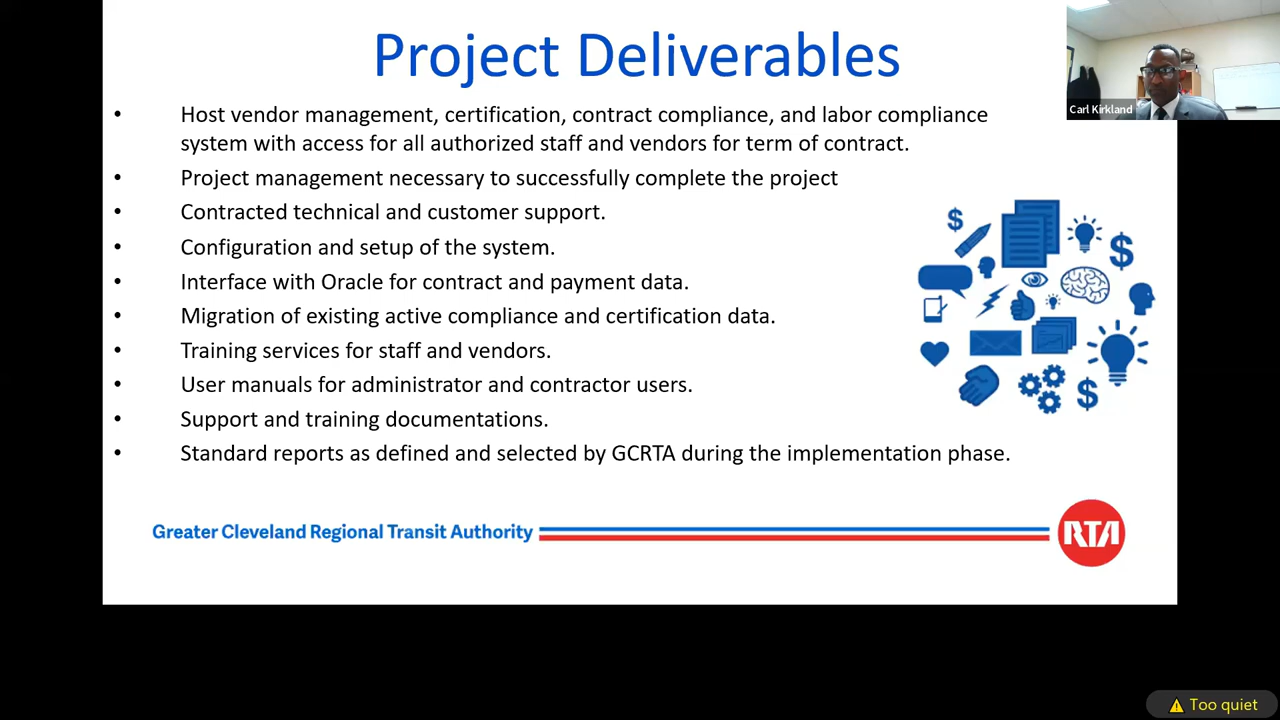 Project Deliverables
Carl Kirkland
• Host vendor management, certification, contract compliance, and labor compliance
system with access for all authorized staff and vendors for term of contract.
• Project management necessary to successfully complete the project
• Contracted technical and customer support.
• Configuration and setup of the system.
• Interface with Oracle for contract and payment data.
• Migration of existing active compliance and certification data.
• Training services for staff and vendors.
• User manuals for administrator and contractor users.
• Support and training documentations.
• Standard reports as defined and selected by GCRTA during the implementation phase.
$
$
$
Greater Cleveland Regional Transit Authority
RTA
Too quiet